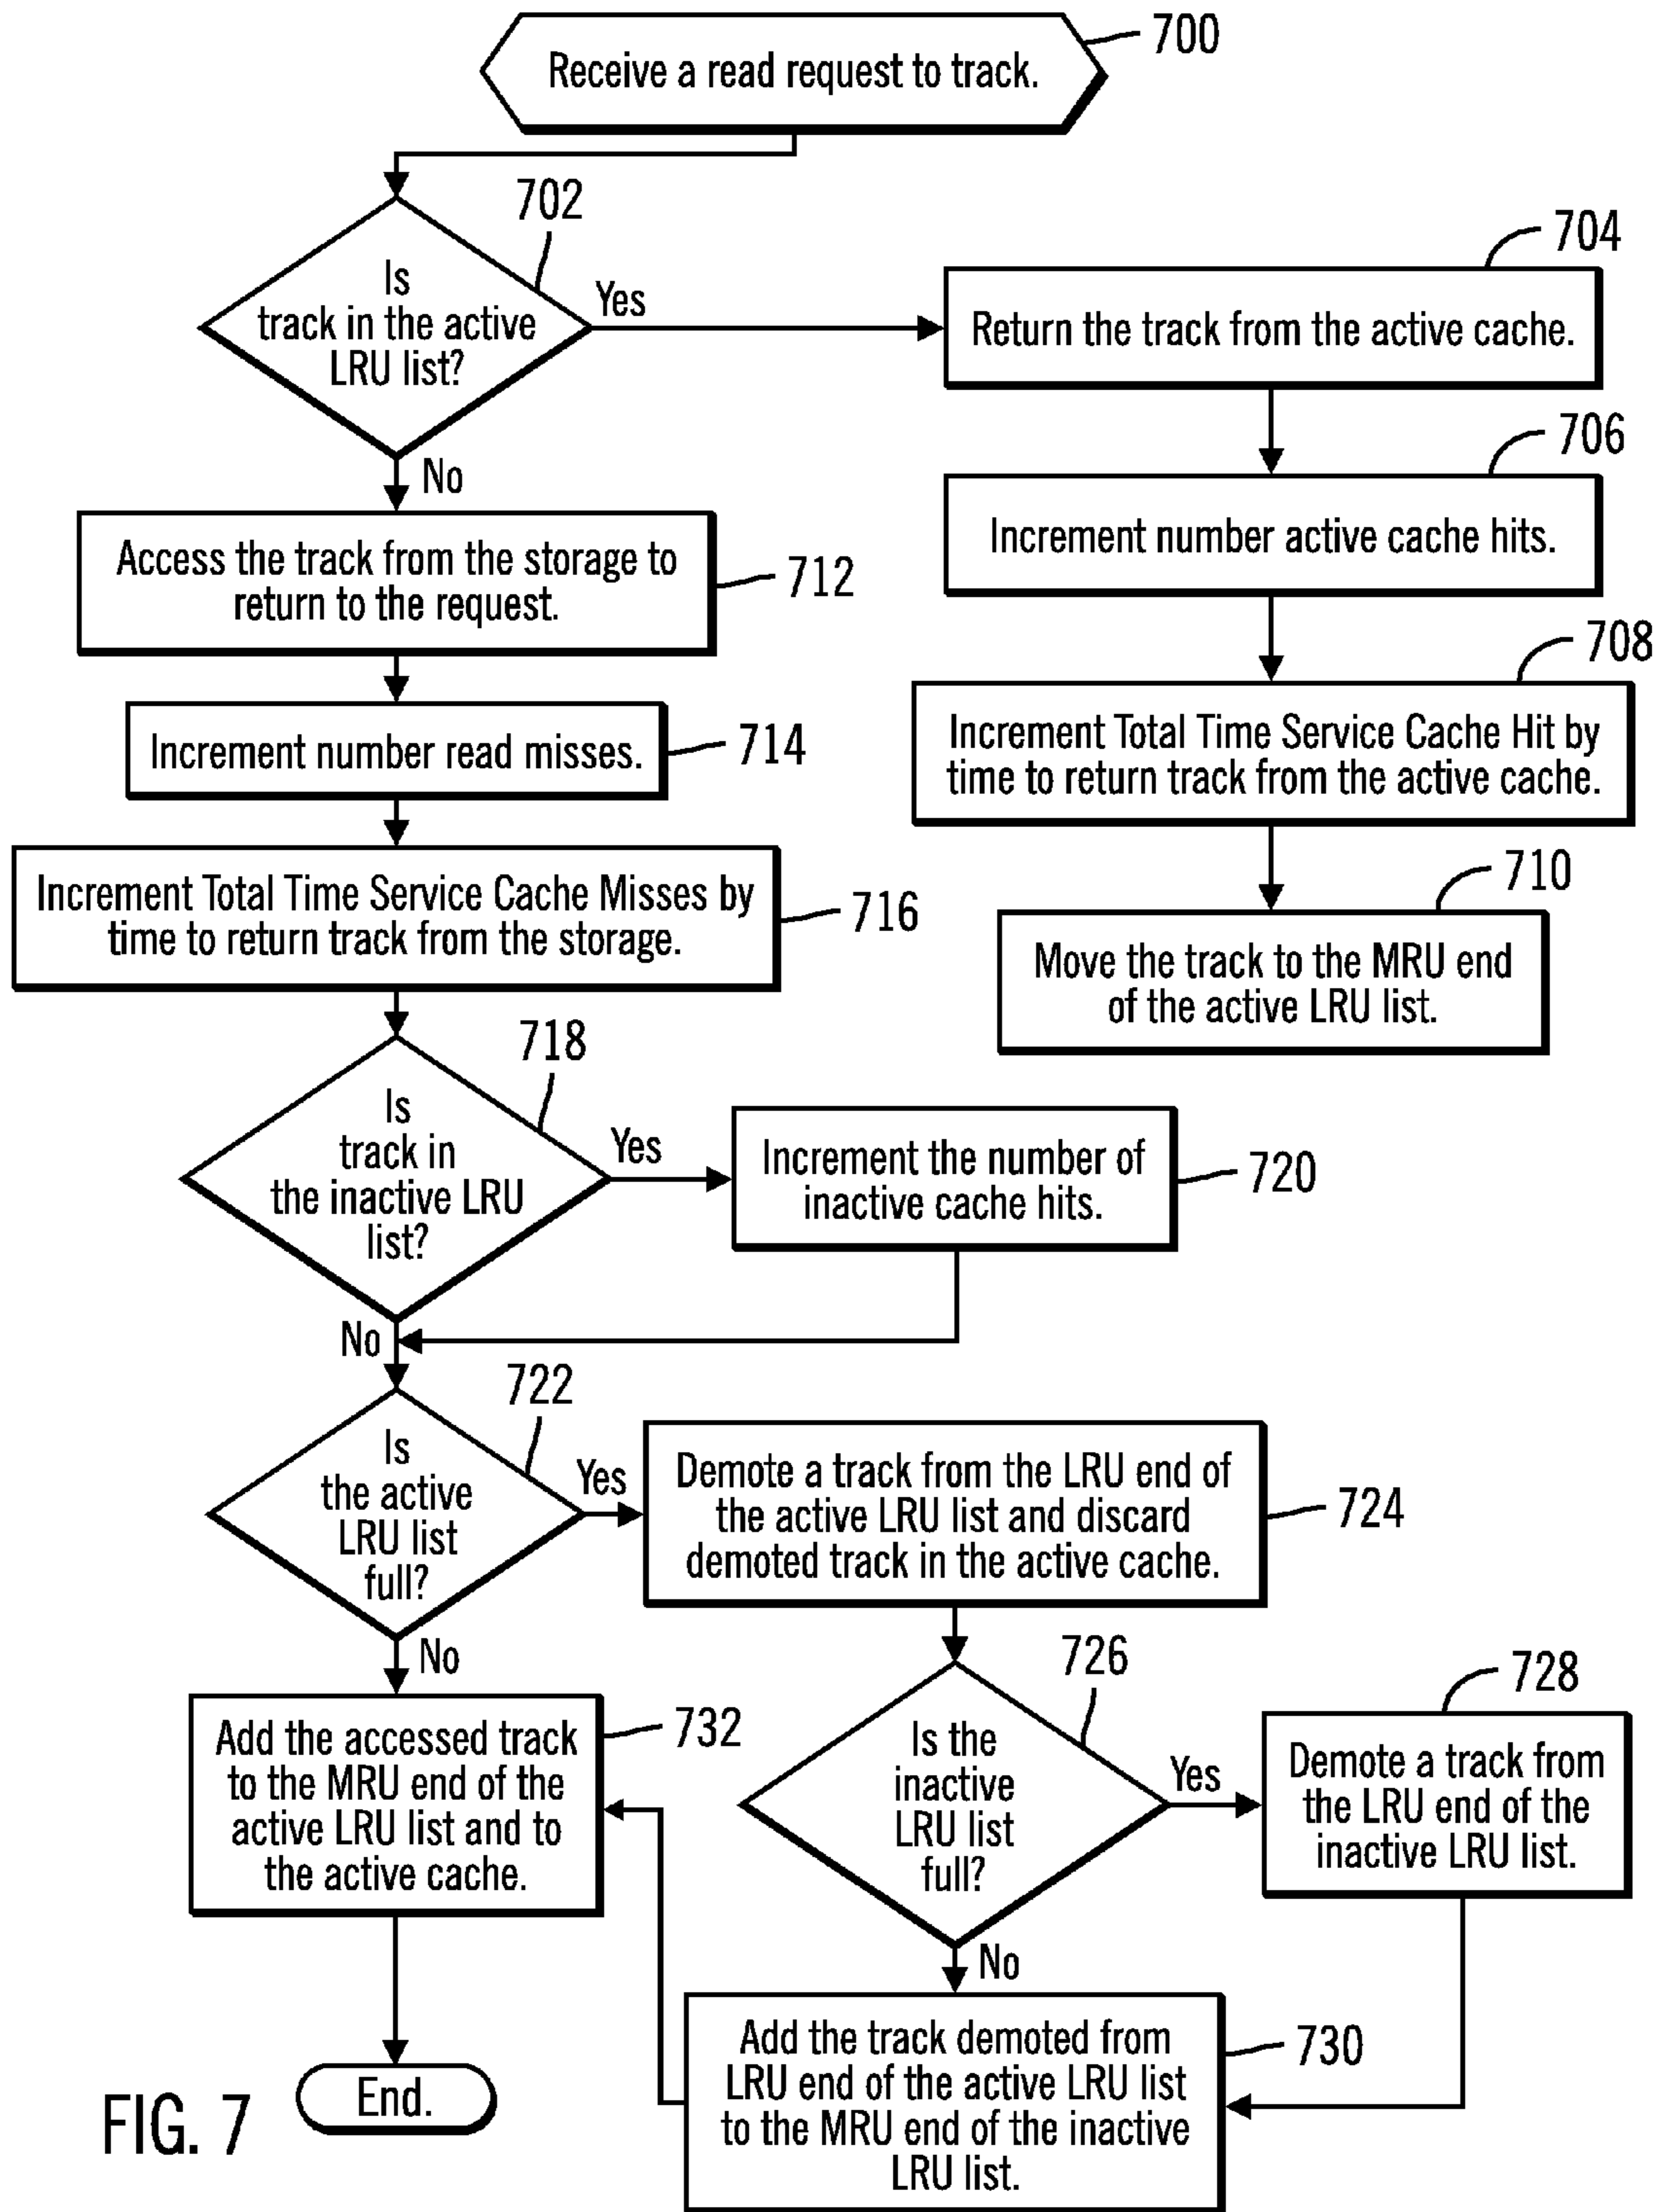 700
Receive a read request to track.
702
Is
track in the active
LRU list?
Yes
No
704
Return the track from the active cache.
706
Increment number active cache hits.
708
Increment Total Time Service Cache Hit by
time to return track from the active cache.
710
Move the track to the MRU end
of the active LRU list.
Access the track from the storage to
return to the request.
712
Increment number read misses.
714
Increment Total Time Service Cache Misses by
time to return track from the storage.
716
718
Is
track in
the inactive LRU
list?
Yes
No
Increment the number of
inactive cache hits.
720
722
Is
the active
LRU list
full?
Yes
No
Demote a track from the LRU end of
the active LRU list and discard
demoted track in the active cache.
724
726
Is the
inactive
LRU list
full?
Yes
No
728
Demote a track from
the LRU end of the
inactive LRU list.
Add the track demoted from
LRU end of the active LRU list
to the MRU end of the inactive
LRU list.
730
732
Add the accessed track
to the MRU end of the
active LRU list and to
the active cache.
End.
FIG. 7